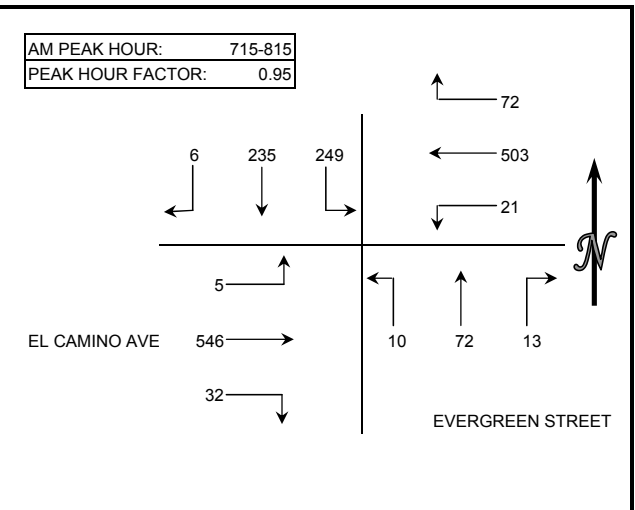 AM PEAK HOUR: 715-815
PEAK HOUR FACTOR: 0.95
72
6 235 249 503
21
N
5
EL CAMINO AVE 546 10 72 13
32
EVERGREEN STREET